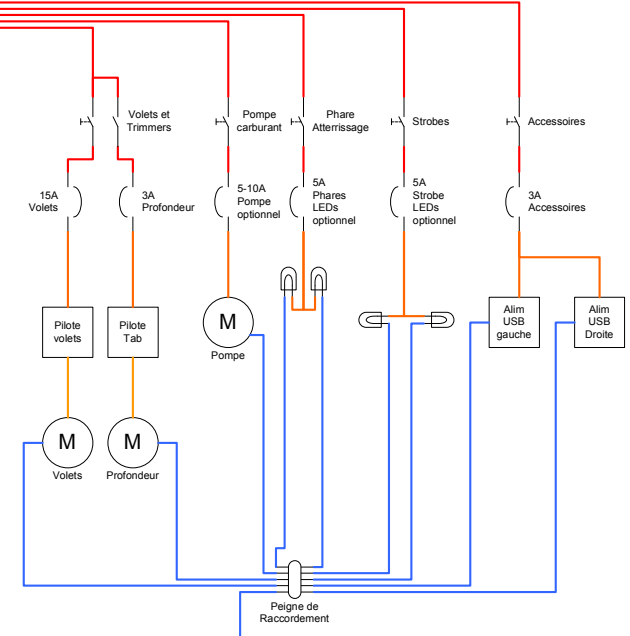 Volets et
Trimmers
Pompe
carburant
Phare
Atterrissage
Strobes
Accessoires
15A
Volets
3A
Profondeur
5-10A
Pompe
optionnel
5A
Phares
LEDs
optionnel
5A
Strobe
LEDs
optionnel
3A
Accessoires
Pilote
volets
Pilote
Tab
M
Pompe
Alim
USB
gauche
Alim
USB
Droite
M
Volets
M
Profondeur
Peigne de
Raccordement